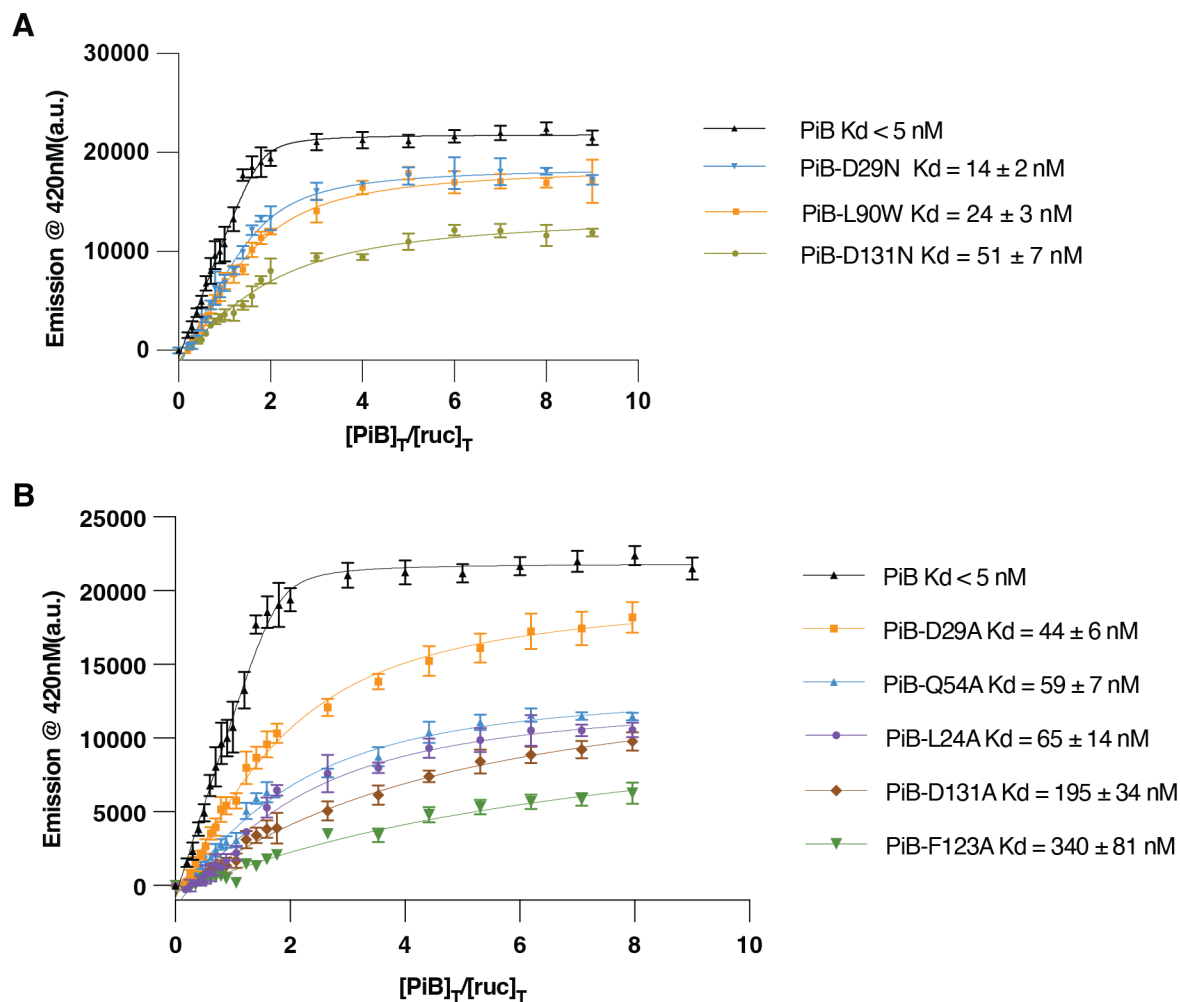 A
30000
20000
10000
0
Emission @ 420nM(a.u.)
0 2 4 6 8 10
[PiB]T/[ruc]T
PiB Kd < 5 nM
PiB-D29N Kd = 14 ± 2 nM
PiB-L90W Kd = 24 ± 3 nM
PiB-D131N Kd = 51 ± 7 nM
B
25000
20000
15000
10000
5000
0
Emission @ 420nM(a.u.)
0 2 4 6 8 10
[PiB]T/[ruc]T
PiB Kd < 5 nM
PiB-D29A Kd = 44 ± 6 nM
PiB-Q54A Kd = 59 ± 7 nM
PiB-L24A Kd = 65 ± 14 nM
PiB-D131A Kd = 195 ± 34 nM
PiB-F123A Kd = 340 ± 81 nM